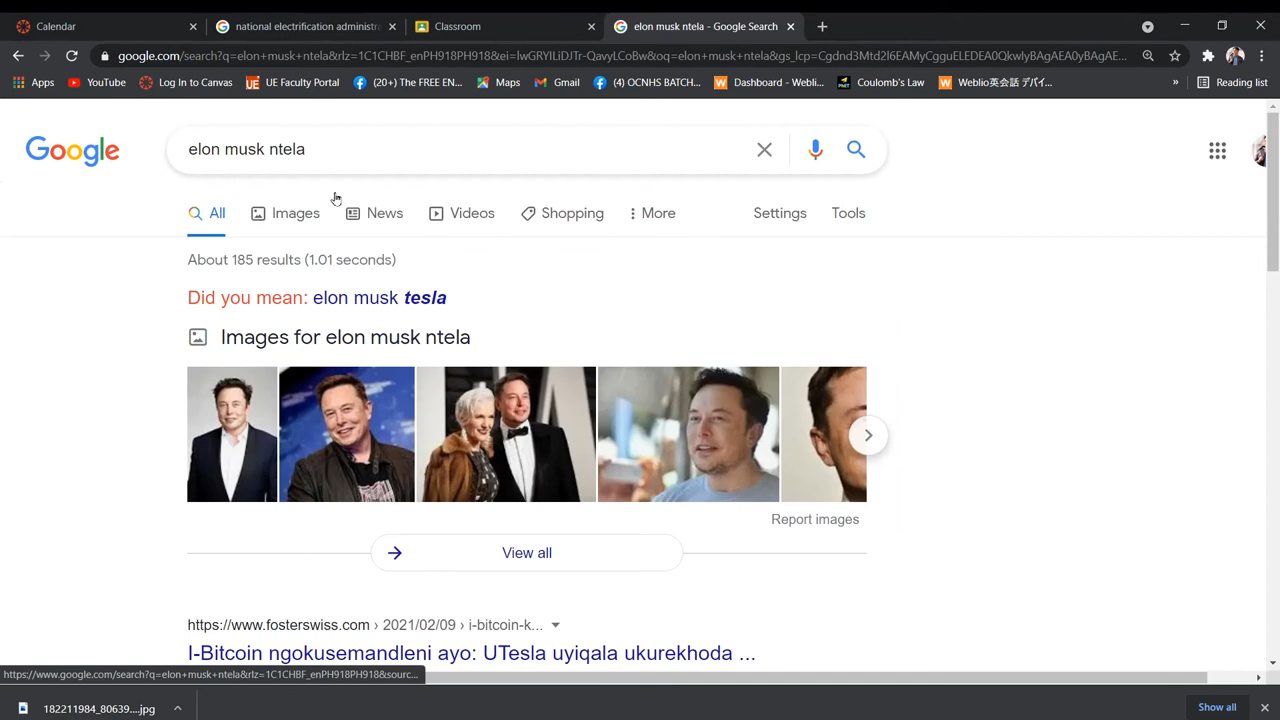 Calendar
national electrification administr
Classroom
elon musk ntela - Google Search
google.com/search?q=elon+musk+ntela&rlz=1C1CHBF_enPH918PH918&ei=lwGRYILiDJTr-QavyLCoBw&oq=elon+musk+ntela&gs_lcp=Cgdnd3Mtd2l6EAMyCgguELEDEA0QkwIyBAgAEA0yBAgAE...
Apps
YouTube
Log In to Canvas
UE Faculty Portal
(20+) The FREE EN...
Maps
Gmail
(4) OCNHS BATCH...
Dashboard - Webli...
Coulomb's Law
Weblio英会話 デバイ...
»
Reading list
Google
elon musk ntela
All
Images
News
Videos
Shopping
More
Settings
Tools
About 185 results (1.01 seconds)
Did you mean: elon musk tesla
Images for elon musk ntela
Report images
View all
https://www.fosterswiss.com › 2021/02/09 › i-bitcoin-k...
I-Bitcoin ngokusemandleni ayo: UTesla uyiqala ukurekhoda ...
https://www.google.com/search?q=elon+musk+ntela&rlz=1C1CHBF_enPH918PH918&sourc...
182211984_80639....jpg
Show all